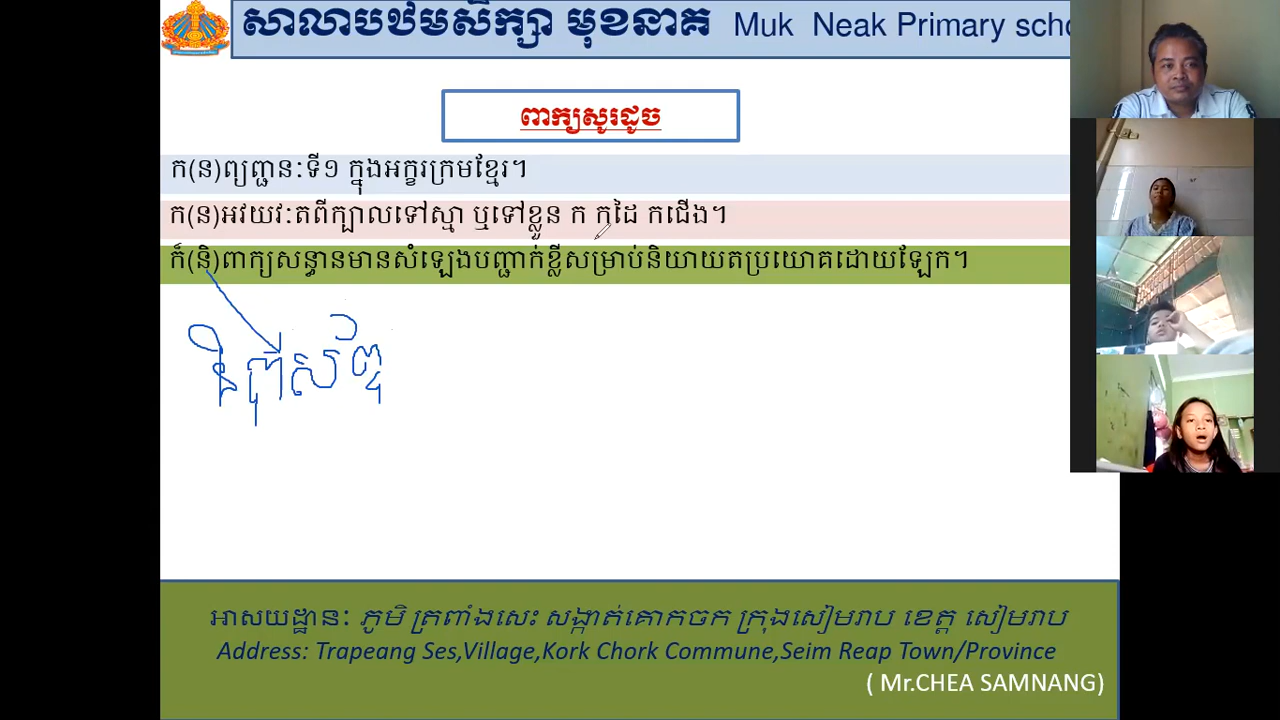 សាលាបឋមសិក្សា មុខនាគ Muk Neak Primary scho
ពាក្យសូរដូច
ក(ន)ព្យញ្ជនៈទី១ ក្នុងអក្ខរក្រមខ្មែរ។
ក(ន)អវយវៈតពីក្បាលទៅស្មា ឬទៅខ្លួន ក កដៃ កជើង។
ក៏(និ)ពាក្យសន្ធានមានសំឡេងបញ្ជាក់ខ្លីសម្រាប់និយាយតប្រយោគដោយឡែក។
អាសយដ្ឋានៈ ភូមិ ត្រពាំងសេះ សង្កាត់គោកចក ក្រុងសៀមរាប ខេត្ត សៀមរាប
Address: Trapeang Ses,Village,Kork Chork Commune,Seim Reap Town/Province
( Mr.CHEA SAMNANG)